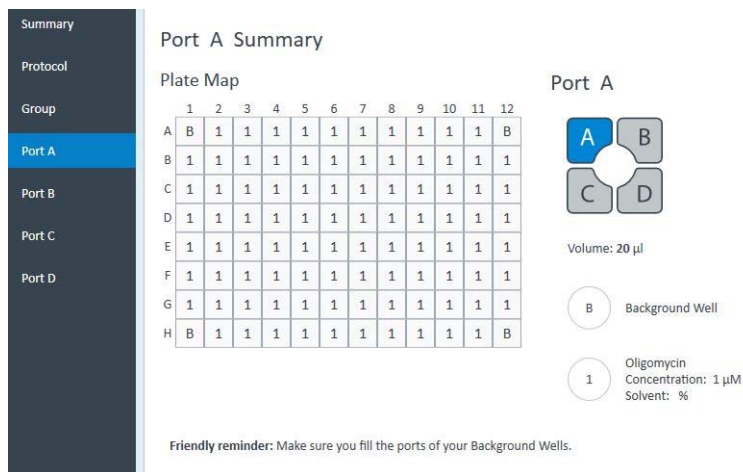 Summary
Protocol
Group
Port A
Port B
Port C
Port D
Port A Summary
Plate Map
1 2 3 4 5 6 7 8 9 10 11 12
A B 1 1 1 1 1 1 1 1 1 1 B
B 1 1 1 1 1 1 1 1 1 1 1 1
C 1 1 1 1 1 1 1 1 1 1 1 1
D 1 1 1 1 1 1 1 1 1 1 1 1
E 1 1 1 1 1 1 1 1 1 1 1 1
F 1 1 1 1 1 1 1 1 1 1 1 1
G 1 1 1 1 1 1 1 1 1 1 1 1
H B 1 1 1 1 1 1 1 1 1 1 B
Port A
A B
C D
Volume: 20 µl
B Background Well
1 Oligomycin
Concentration: 1 µM
Solvent: %
Friendly reminder: Make sure you fill the ports of your Background Wells.